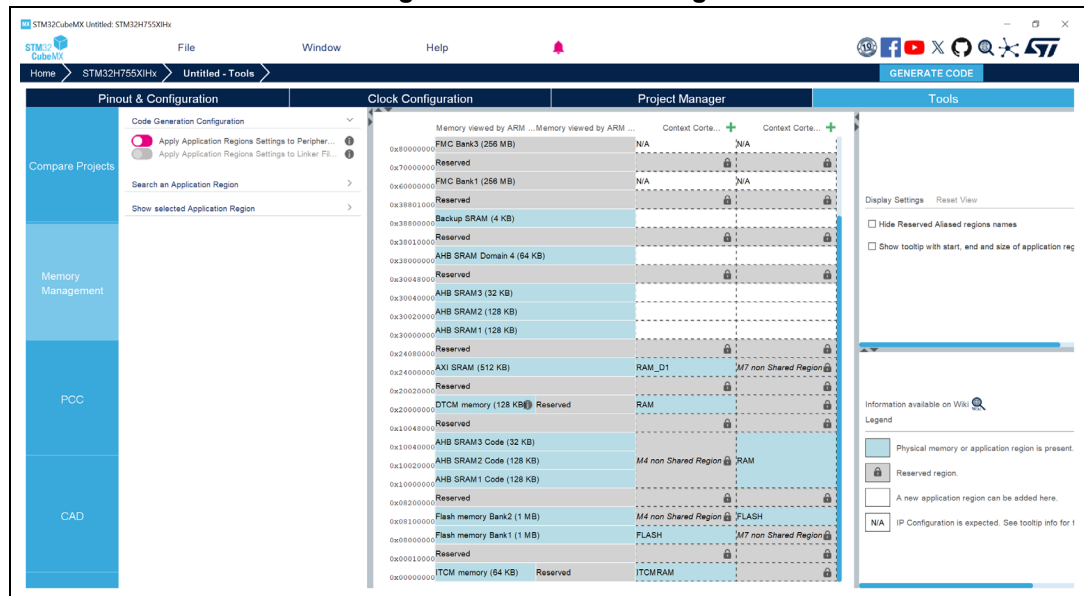 STM32CubeMX Untitled: STM32H755XIHx
STM32
CubeMX
File
Window
Help
Home
STM32H755XIHx
Untitled - Tools
GENERATE CODE
Pinout & Configuration
Clock Configuration
Project Manager
Tools
Compare Projects
Memory
Management
PCC
CAD
Code Generation Configuration
Apply Application Regions Settings to Peripher...
Apply Application Regions Settings to Linker Fil...
Search an Application Region
Show selected Application Region
Memory viewed by ARM ... Memory viewed by ARM ... Context Corte... Context Corte...
FMC Bank3 (256 MB) N/A N/A
0x80000000
Reserved
0x70000000
FMC Bank1 (256 MB) N/A N/A
0x60000000
Reserved
0x38801000
Backup SRAM (4 KB)
0x38800000
Reserved
0x38010000
AHB SRAM Domain 4 (64 KB)
0x38000000
Reserved
0x30048000
AHB SRAM3 (32 KB)
0x30040000
AHB SRAM2 (128 KB)
0x30020000
AHB SRAM1 (128 KB)
0x30000000
Reserved
0x24080000
AXI SRAM (512 KB) RAM_D1 M7 non Shared Region
0x24000000
Reserved
0x20020000
DTCM memory (128 KB) Reserved RAM
0x20000000
Reserved
0x10048000
AHB SRAM3 Code (32 KB)
0x10040000
AHB SRAM2 Code (128 KB) M4 non Shared Region RAM
0x10020000
AHB SRAM1 Code (128 KB)
0x10000000
Reserved
0x08200000
Flash memory Bank2 (1 MB) M4 non Shared Region FLASH
0x08100000
Flash memory Bank1 (1 MB) FLASH M7 non Shared Region
0x08000000
Reserved
0x00010000
ITCM memory (64 KB) Reserved ITCMRAM
0x00000000
Display Settings Reset View
Hide Reserved Aliased regions names
Show tooltip with start, end and size of application reg
Information available on Wiki
Legend
Physical memory or application region is present.
Reserved region.
A new application region can be added here.
N/A IP Configuration is expected. See tooltip info for